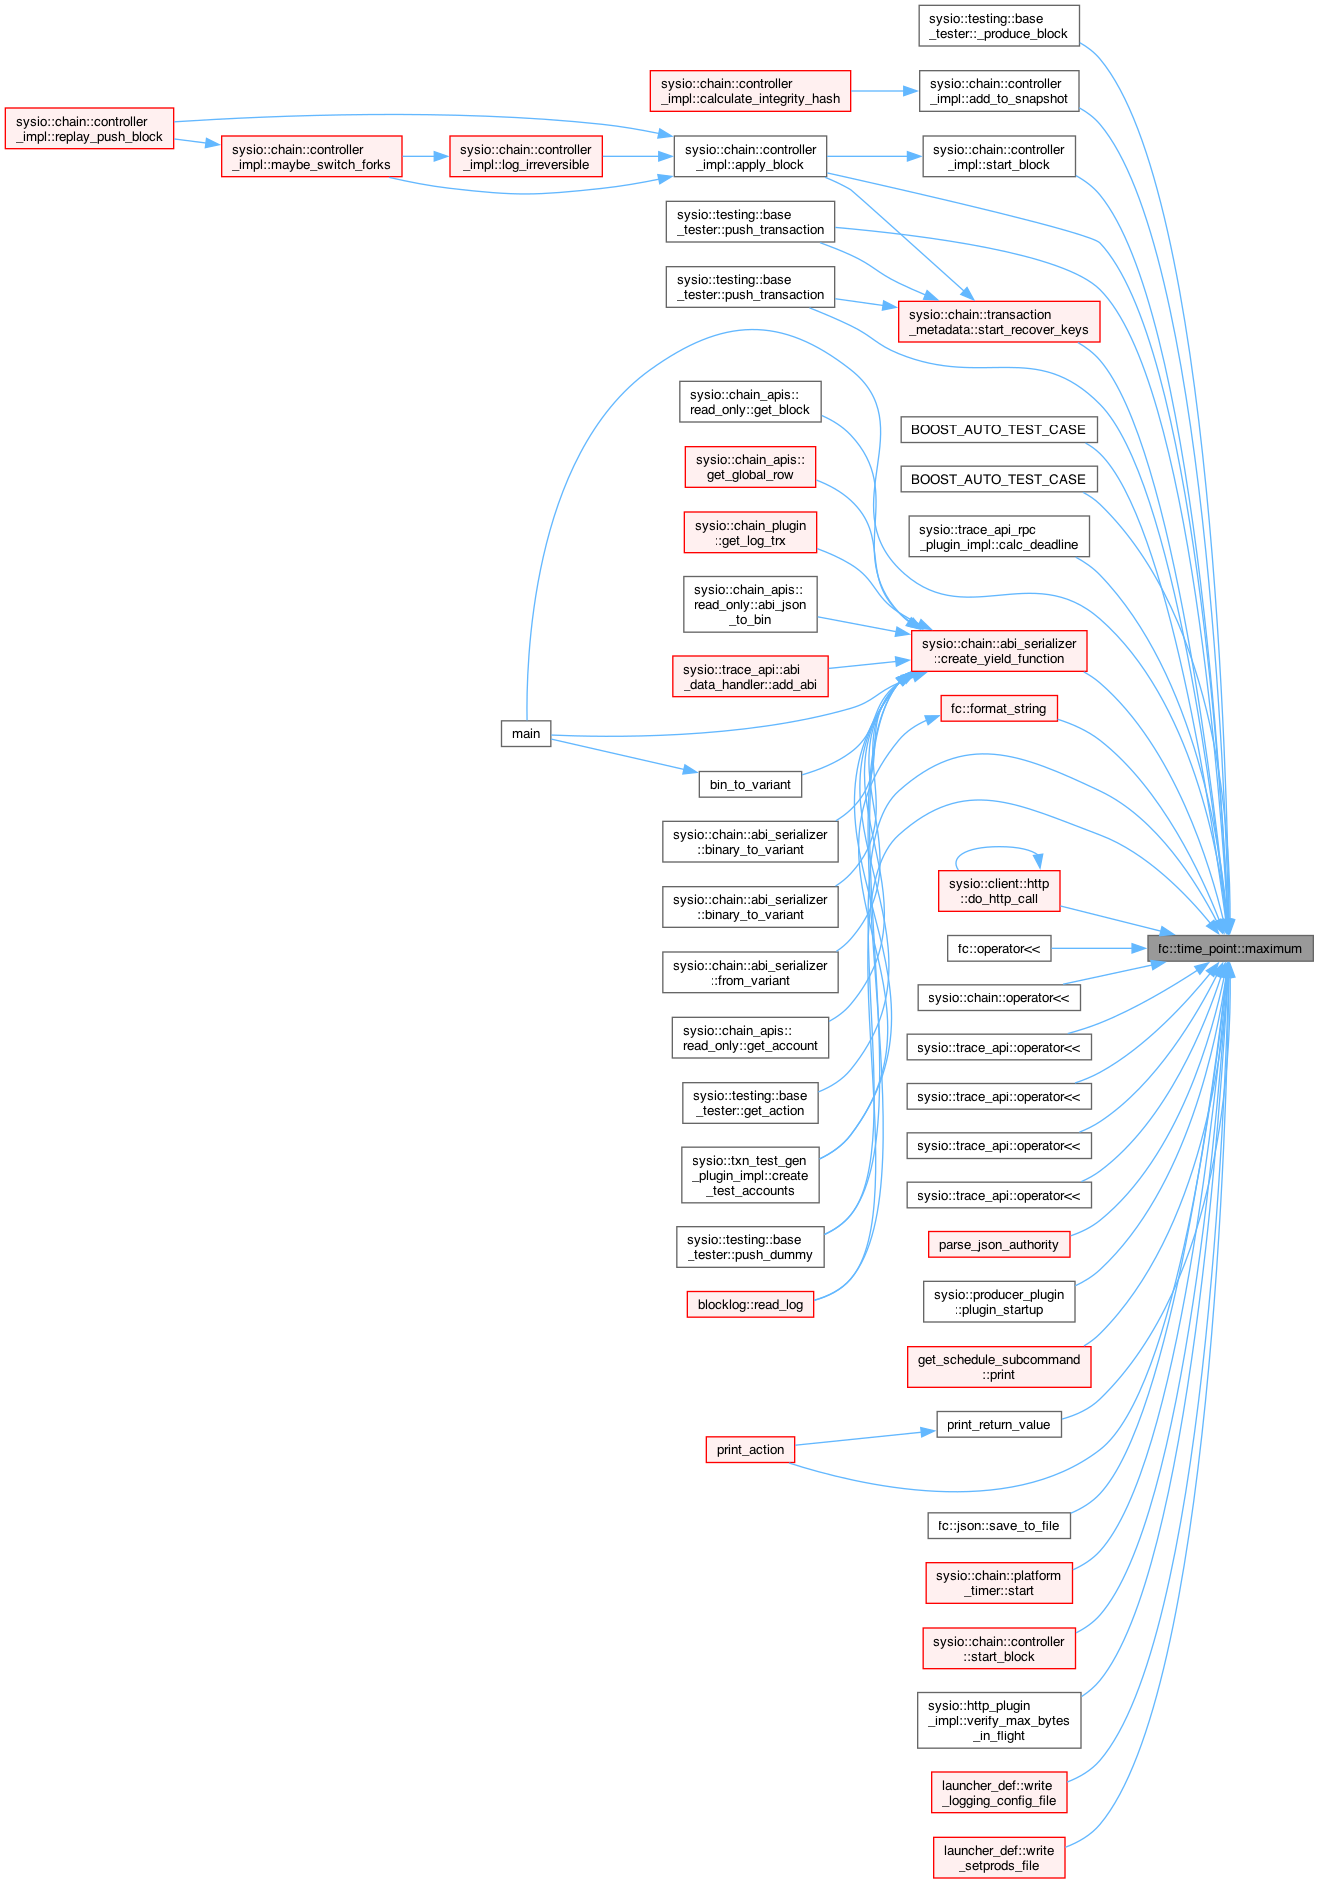 sysio::testing::base
_tester::_produce_block
sysio::chain::controller
_impl::calculate_integrity_hash
sysio::chain::controller
_impl::add_to_snapshot
sysio::chain::controller
_impl::replay_push_block
sysio::chain::controller
_impl::maybe_switch_forks
sysio::chain::controller
_impl::log_irreversible
sysio::chain::controller
_impl::apply_block
sysio::chain::controller
_impl::start_block
sysio::testing::base
_tester::push_transaction
sysio::testing::base
_tester::push_transaction
sysio::chain::transaction
_metadata::start_recover_keys
sysio::chain_apis::
read_only::get_block
BOOST_AUTO_TEST_CASE
sysio::chain_apis::
get_global_row
BOOST_AUTO_TEST_CASE
sysio::chain_plugin
::get_log_trx
sysio::trace_api_rpc
_plugin_impl::calc_deadline
sysio::chain_apis::
read_only::abi_json
_to_bin
sysio::chain::abi_serializer
::create_yield_function
sysio::trace_api::abi
_data_handler::add_abi
fc::format_string
main
bin_to_variant
sysio::chain::abi_serializer
::binary_to_variant
sysio::client::http
::do_http_call
sysio::chain::abi_serializer
::binary_to_variant
fc::operator<<
fc::time_point::maximum
sysio::chain::abi_serializer
::from_variant
sysio::chain::operator<<
sysio::chain_apis::
read_only::get_account
sysio::trace_api::operator<<
sysio::testing::base
_tester::get_action
sysio::trace_api::operator<<
sysio::txn_test_gen
_plugin_impl::create
_test_accounts
sysio::trace_api::operator<<
sysio::trace_api::operator<<
sysio::testing::base
_tester::push_dummy
parse_json_authority
blocklog::read_log
sysio::producer_plugin
::plugin_startup
get_schedule_subcommand
::print
print_return_value
print_action
fc::json::save_to_file
sysio::chain::platform
_timer::start
sysio::chain::controller
::start_block
sysio::http_plugin
_impl::verify_max_bytes
_in_flight
launcher_def::write
_logging_config_file
launcher_def::write
_setprods_file